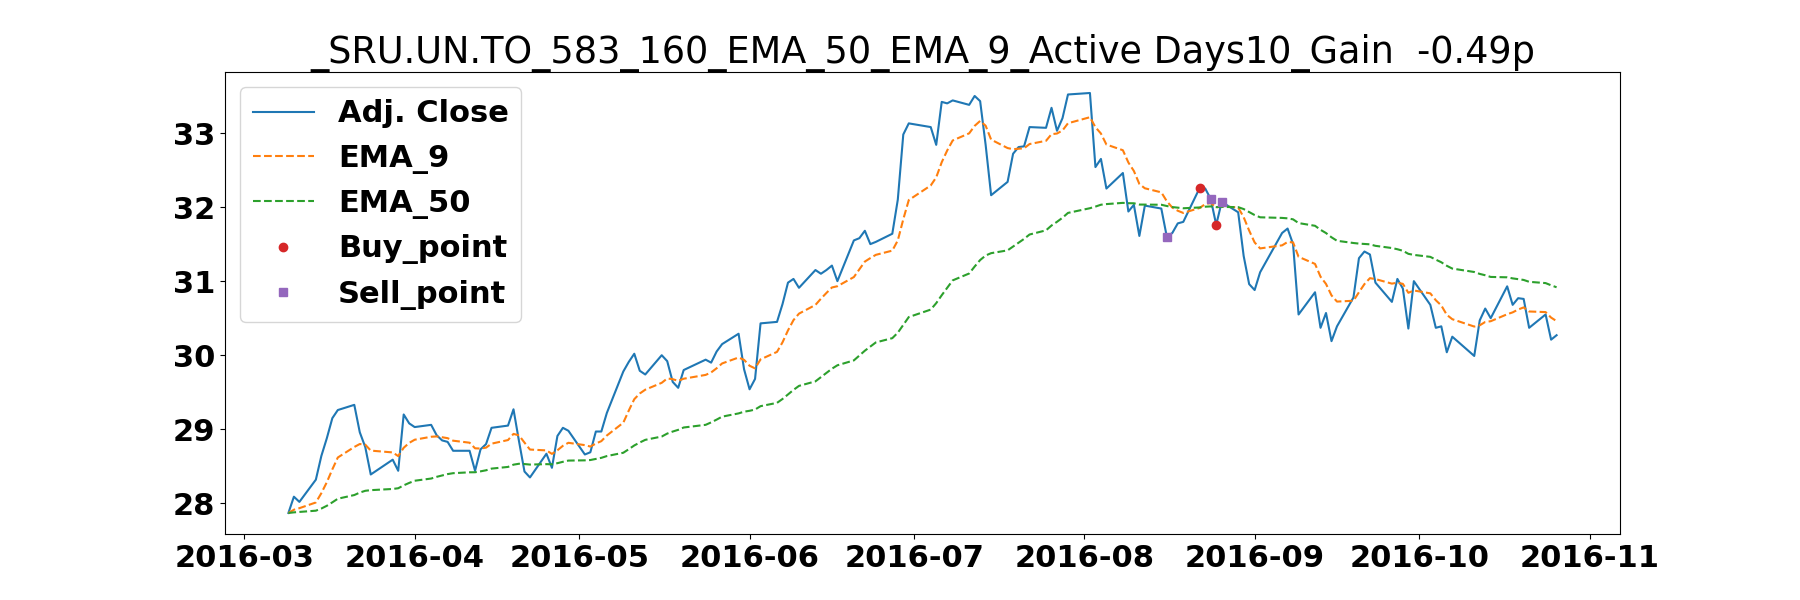 _SRU.UN.TO_583_160_EMA_50_EMA_9_Active Days10_Gain  -0.49p
Adj. Close
EMA_9
EMA_50
Buy_point
Sell_point
33
32
31
30
29
28
2016-03 2016-04 2016-05 2016-06 2016-07 2016-08 2016-09 2016-10 2016-11